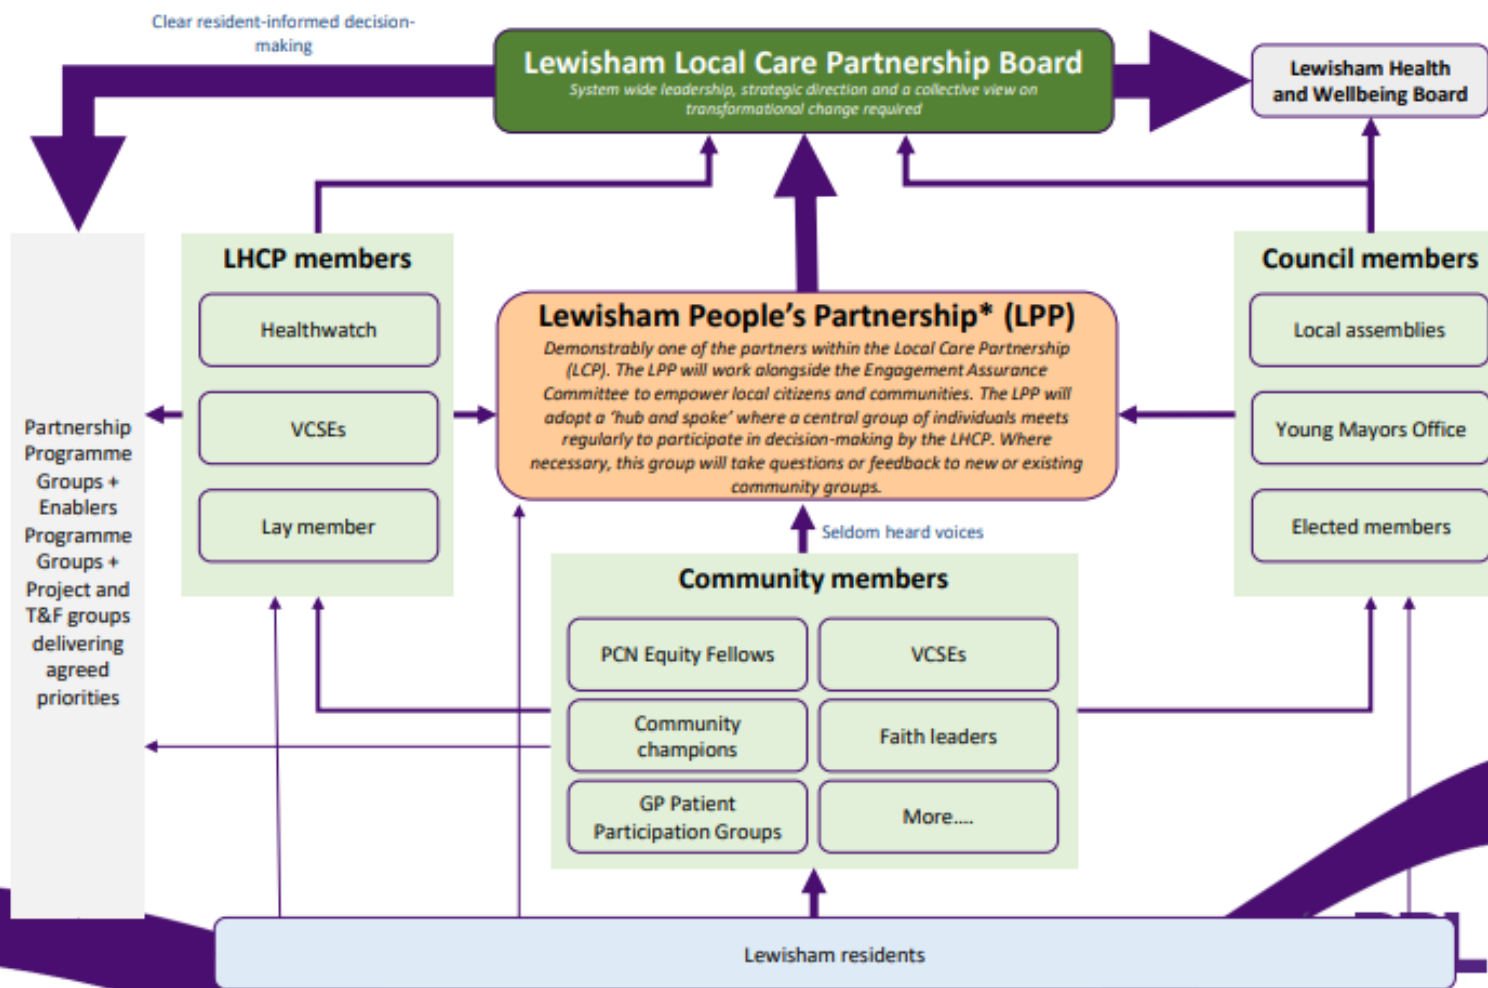 Clear resident-informed decision-
making
Lewisham Local Care Partnership Board
System wide leadership, strategic direction and a collective view on
transformational change required
Lewisham Health
and Wellbeing Board
LHCP members
Healthwatch
VCSEs
Lay member
Lewisham People's Partnership* (LPP)
Demonstrably one of the partners within the Local Care Partnership
(LCP). The LPP will work alongside the Engagement Assurance
Committee to empower local citizens and communities. The LPP will
adopt a 'hub and spoke' where a central group of individuals meets
regularly to participate in decision-making by the LHCP. Where
necessary, this group will take questions or feedback to new or existing
community groups.
Council members
Local assemblies
Young Mayors Office
Elected members
Partnership
Programme
Groups +
Enablers
Programme
Groups +
Project and
T&F groups
delivering
agreed
priorities
Seldom heard voices
Community members
PCN Equity Fellows
VCSEs
Community
champions
Faith leaders
GP Patient
Participation Groups
More....
Lewisham residents